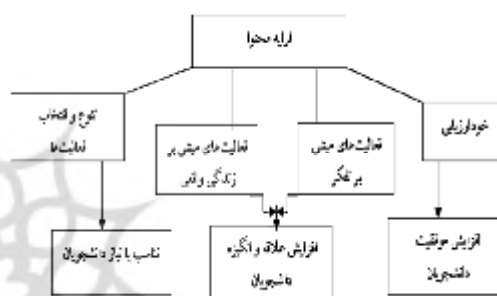 ارایه محتوا
تنوع و انتخاب
فعالیت‌ها
فعالیت‌های مبتنی بر
زندگی واقعی
فعالیت‌های مبتنی
بر تفکر
خودارزیابی
تناسب با نیاز دانشجویان
افزایش علاقه و انگیزه
دانشجویان
افزایش موفقیت
دانشجویان